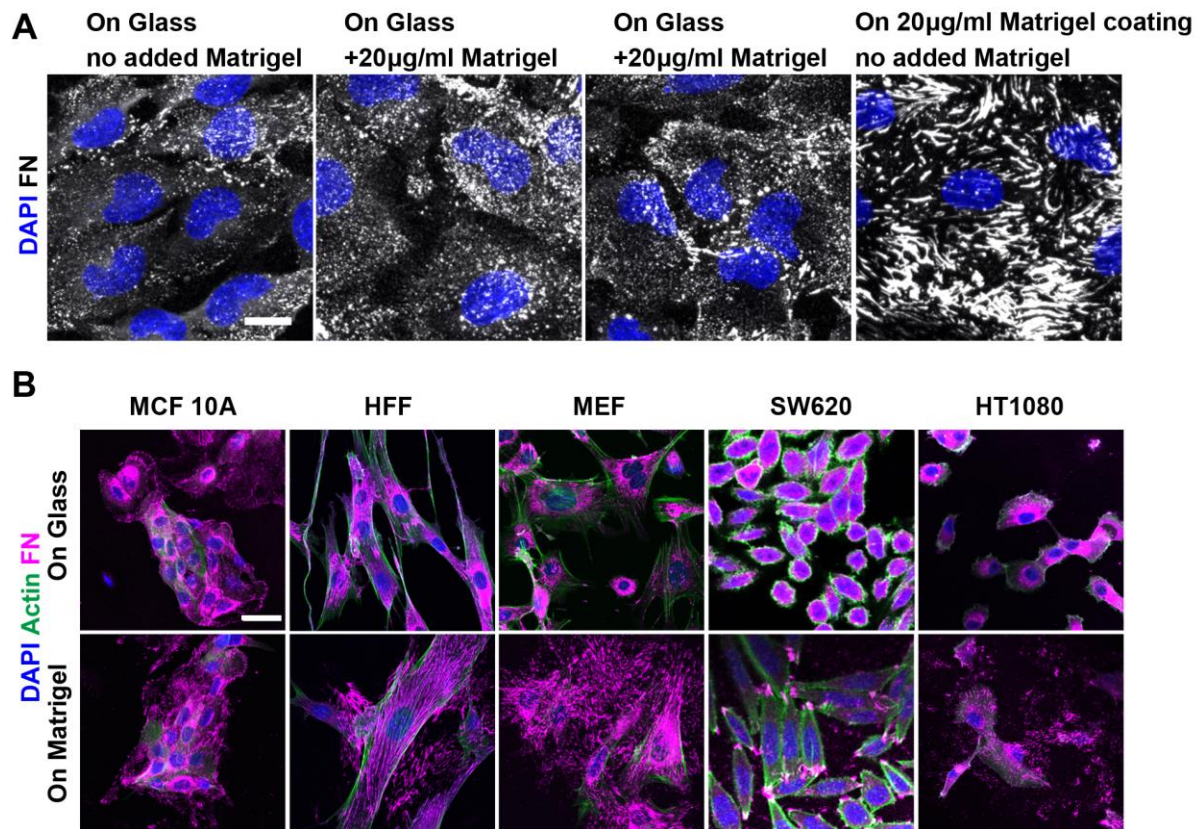 A
On Glass
no added Matrigel
On Glass
+20µg/ml Matrigel
On Glass
+20µg/ml Matrigel
On 20µg/ml Matrigel coating
no added Matrigel
DAPI FN
B
MCF 10A
HFF
MEF
SW620
HT1080
DAPI Actin FN
On Glass
On Matrigel